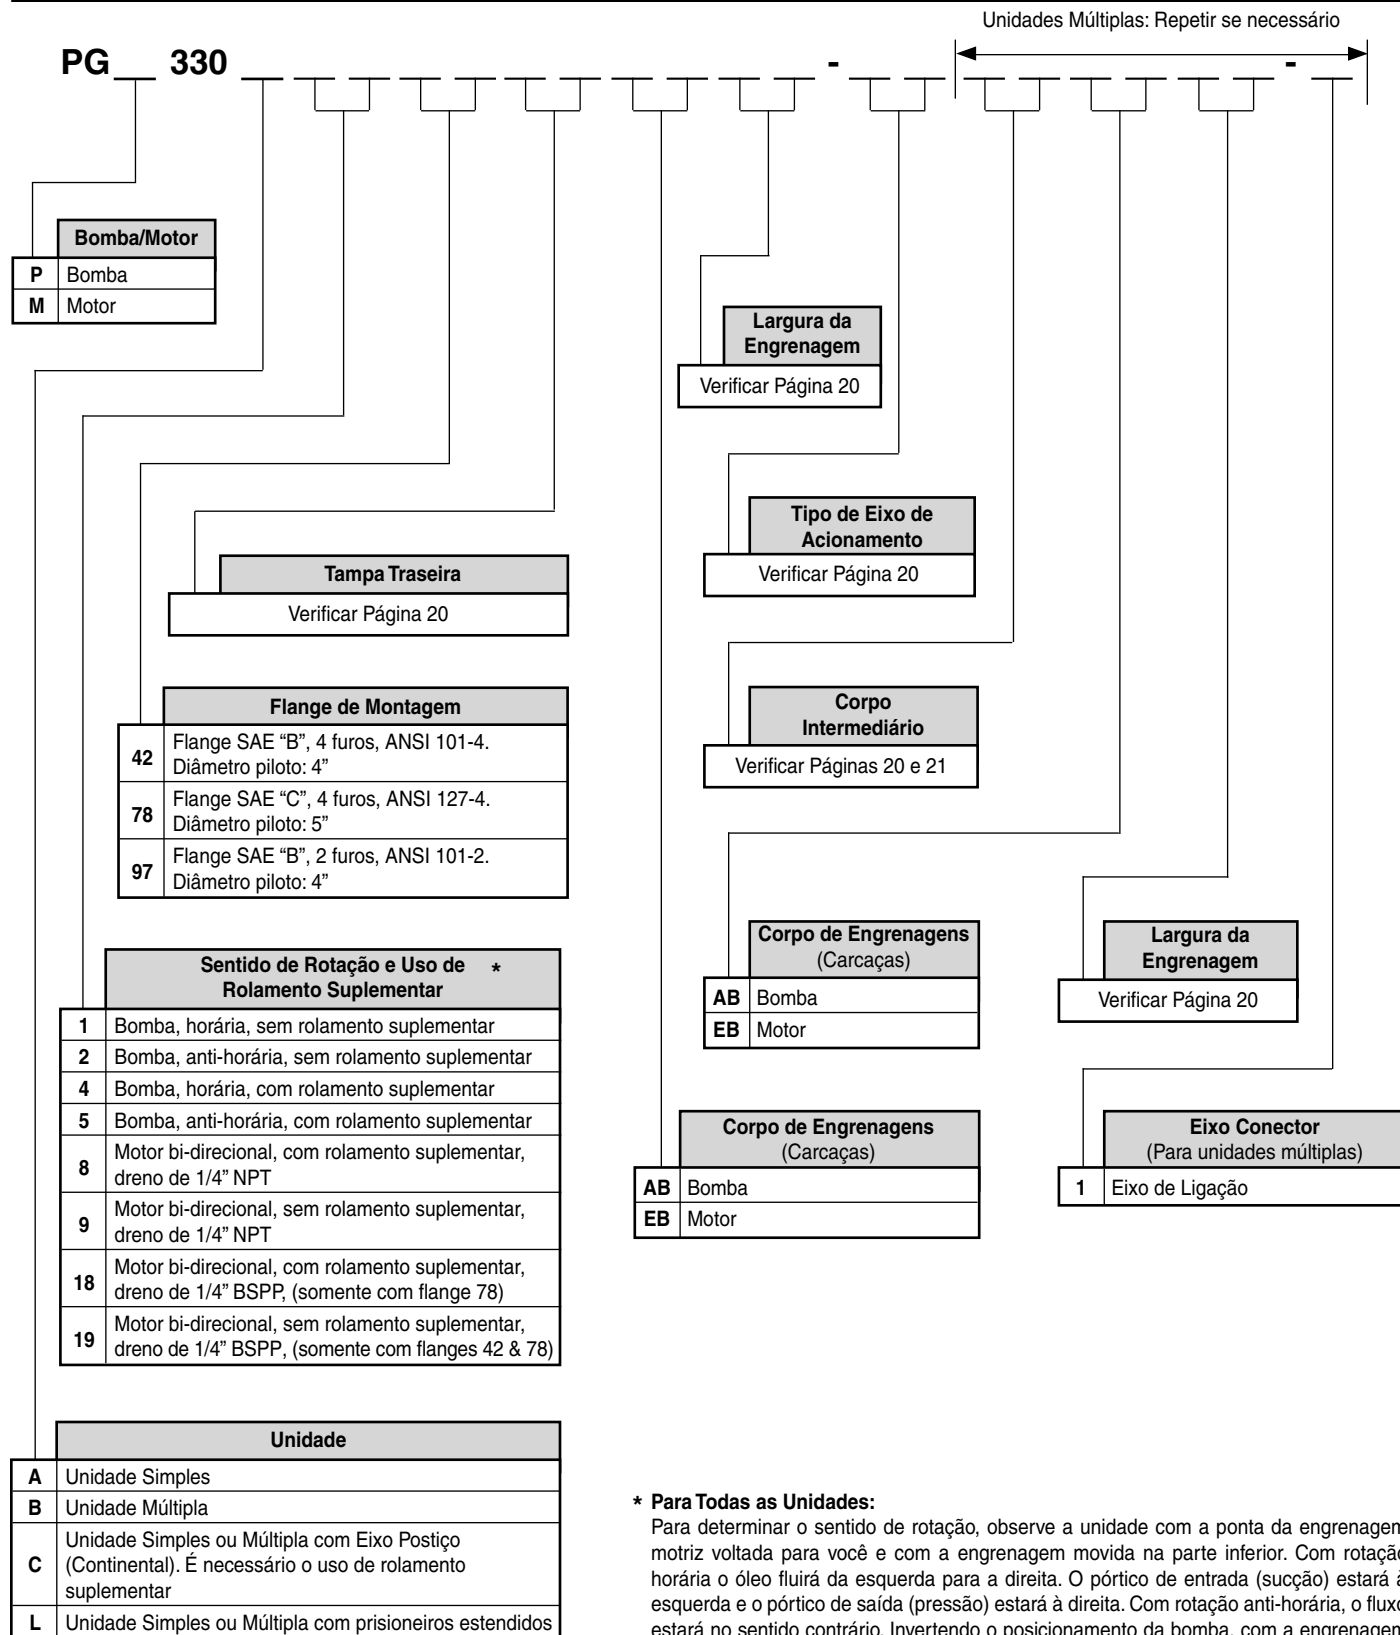 Unidades Múltiplas: Repetir se necessário
PG 330 - -
Bomba/Motor
P Bomba
M Motor
Largura da
Engrenagem
Verificar Página 20
Tipo de Eixo de
Acionamento
Verificar Página 20
Tampa Traseira
Verificar Página 20
Flange de Montagem
42 Flange SAE “B”, 4 furos, ANSI 101-4.
Diâmetro piloto: 4”
78 Flange SAE “C”, 4 furos, ANSI 127-4.
Diâmetro piloto: 5”
97 Flange SAE “B”, 2 furos, ANSI 101-2.
Diâmetro piloto: 4”
Corpo
Intermediário
Verificar Páginas 20 e 21
Corpo de Engrenagens
(Carcaças)
AB Bomba
EB Motor
Largura da
Engrenagem
Verificar Página 20
Sentido de Rotação e Uso de *
Rolamento Suplementar
1 Bomba, horária, sem rolamento suplementar
2 Bomba, anti-horária, sem rolamento suplementar
4 Bomba, horária, com rolamento suplementar
5 Bomba, anti-horária, com rolamento suplementar
8 Motor bi-direcional, com rolamento suplementar,
dreno de 1/4” NPT
9 Motor bi-direcional, sem rolamento suplementar,
dreno de 1/4” NPT
18 Motor bi-direcional, com rolamento suplementar,
dreno de 1/4” BSPP, (somente com flange 78)
19 Motor bi-direcional, sem rolamento suplementar,
dreno de 1/4” BSPP, (somente com flanges 42 & 78)
Corpo de Engrenagens
(Carcaças)
AB Bomba
EB Motor
Eixo Conector
(Para unidades múltiplas)
1 Eixo de Ligação
Unidade
A Unidade Simples
B Unidade Múltipla
C Unidade Simples ou Múltipla com Eixo Postiço
(Continental). É necessário o uso de rolamento
suplementar
L Unidade Simples ou Múltipla com prisioneiros estendidos
* Para Todas as Unidades:
Para determinar o sentido de rotação, observe a unidade com a ponta da engrenagem
motriz voltada para você e com a engrenagem movida na parte inferior. Com rotação
horária o óleo fluirá da esquerda para a direita. O pórtico de entrada (sucção) estará à
esquerda e o pórtico de saída (pressão) estará à direita. Com rotação anti-horária, o fluxo
estará no sentido contrário. Invertendo o posicionamento da bomba, com a engrenagem